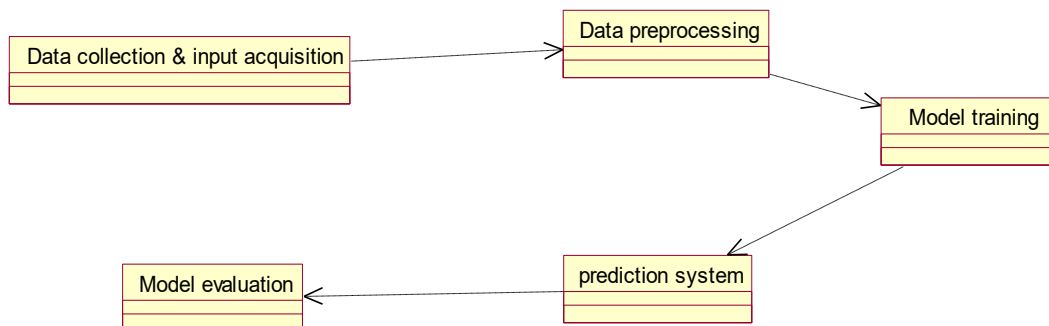 Data collection & input acquisition
Data preprocessing
Model training
prediction system
Model evaluation